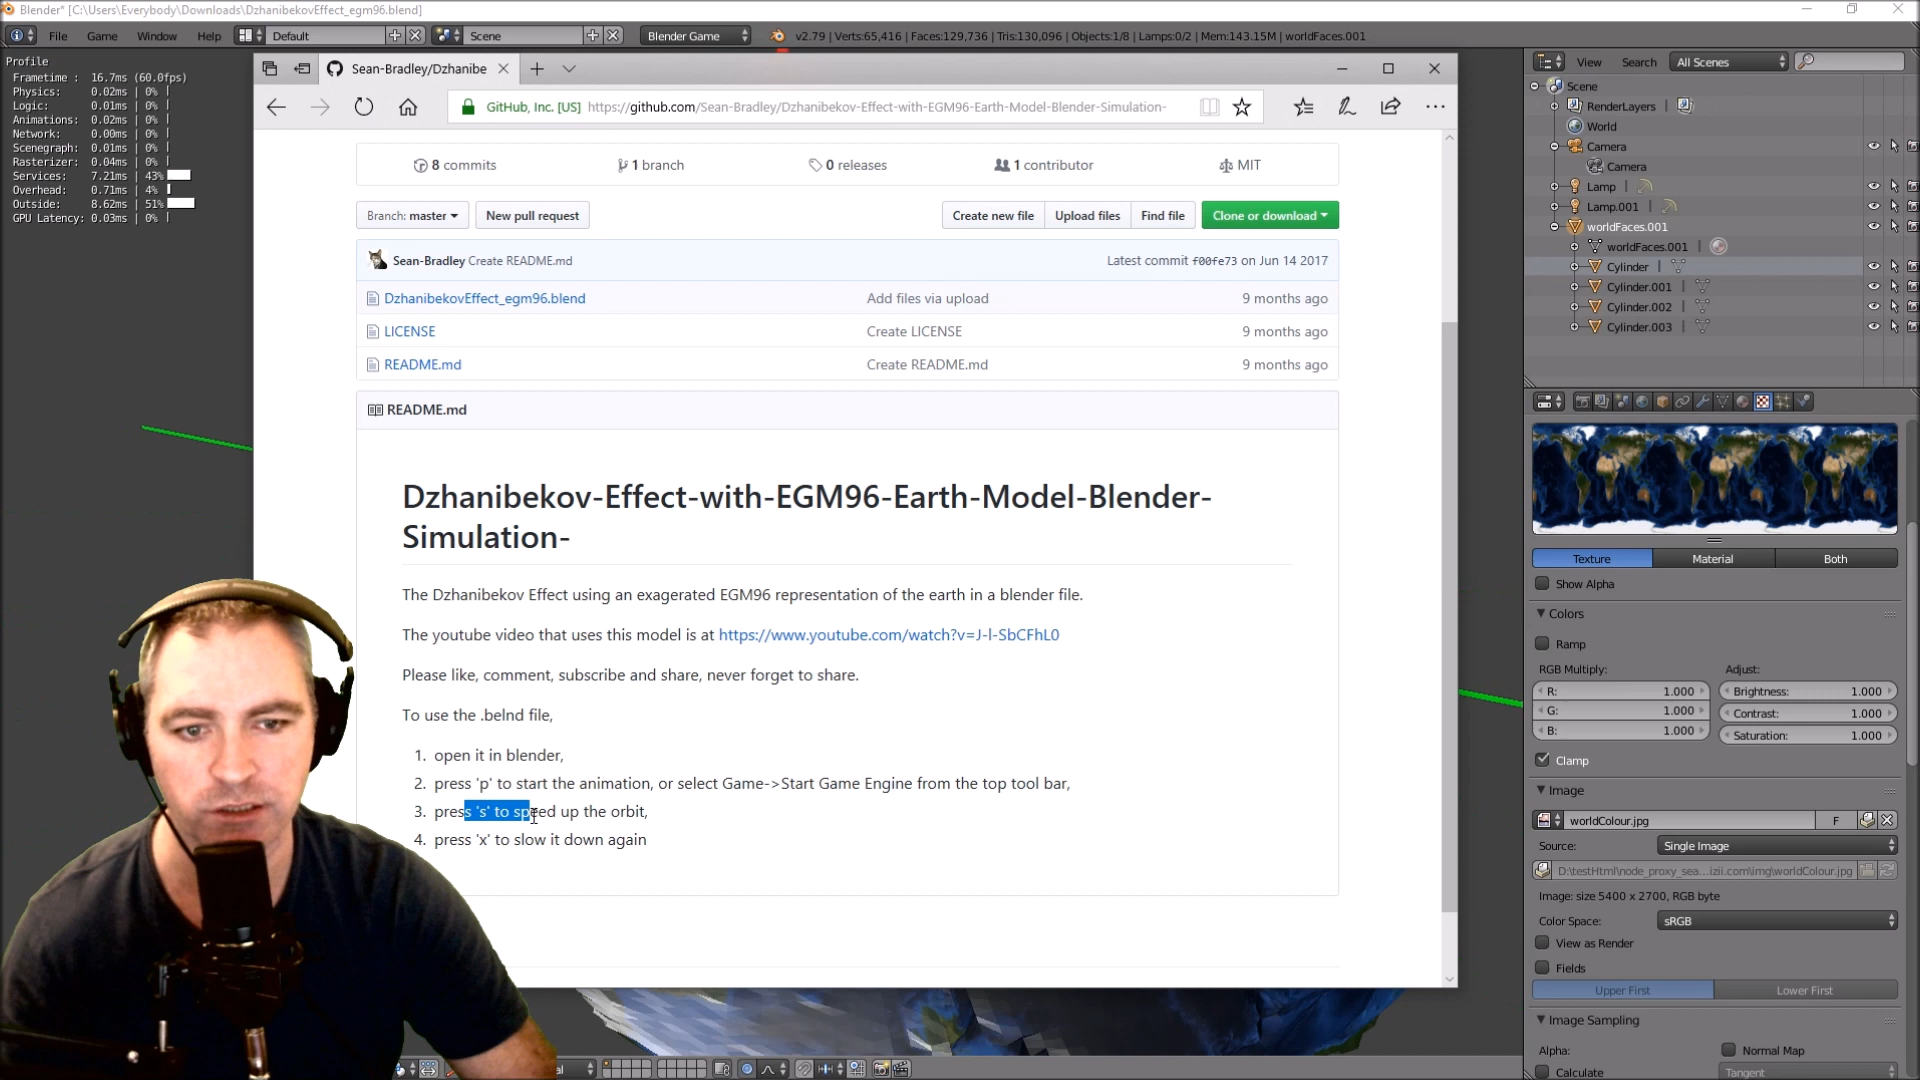 Blender* [C:\Users\Everybody\Downloads\DzhanibekovEffect_egm96.blend]
File Game Window Help Default Scene Blender Game v2.79 | Verts:65,416 | Faces:129,736 | Tris:130,096 | Objects:1/8 | Lamps:0/2 | Mem:143.15M | worldFaces.001
Profile
Frametime : 16.7ms (60.0fps)
Physics: 0.02ms | 0%
Logic: 0.01ms | 0%
Animations: 0.02ms | 0%
Network: 0.00ms | 0%
Scenegraph: 0.01ms | 0%
Rasterizer: 0.04ms | 0%
Services: 7.21ms | 43%
Overhead: 0.71ms | 4%
Outside: 8.62ms | 51%
GPU Latency: 0.03ms | 0%
Sean-Bradley/Dzhanibe
GitHub, Inc. [US] https://github.com/Sean-Bradley/Dzhanibekov-Effect-with-EGM96-Earth-Model-Blender-Simulation-
8 commits 1 branch 0 releases 1 contributor MIT
Branch: master New pull request Create new file Upload files Find file Clone or download
Sean-Bradley Create README.md Latest commit f00fe73 on Jun 14 2017
DzhanibekovEffect_egm96.blend Add files via upload 9 months ago
LICENSE Create LICENSE 9 months ago
README.md Create README.md 9 months ago
README.md
Dzhanibekov-Effect-with-EGM96-Earth-Model-Blender-
Simulation-
The Dzhanibekov Effect using an exagerated EGM96 representation of the earth in a blender file.
The youtube video that uses this model is at https://www.youtube.com/watch?v=J-l-SbCFhL0
Please like, comment, subscribe and share, never forget to share.
To use the .belnd file,
1. open it in blender,
2. press 'p' to start the animation, or select Game->Start Game Engine from the top tool bar,
3. press 's' to speed up the orbit,
4. press 'x' to slow it down again
View Search All Scenes
Scene
RenderLayers
World
Camera
Camera
Lamp
Lamp.001
worldFaces.001
worldFaces.001
Cylinder
Cylinder.001
Cylinder.002
Cylinder.003
Texture Material Both
Show Alpha
Colors
Ramp
RGB Multiply: Adjust:
R: 1.000 Brightness: 1.000
G: 1.000 Contrast: 1.000
B: 1.000 Saturation: 1.000
Clamp
Image
worldColour.jpg F
Source: Single Image
D:\testHtml\node_proxy_sea...izii.com\img\worldColour.jpg
Image: size 5400 x 2700, RGB byte
Color Space: sRGB
View as Render
Fields
Upper First Lower First
Image Sampling
Alpha: Normal Map
Calculate Tangent